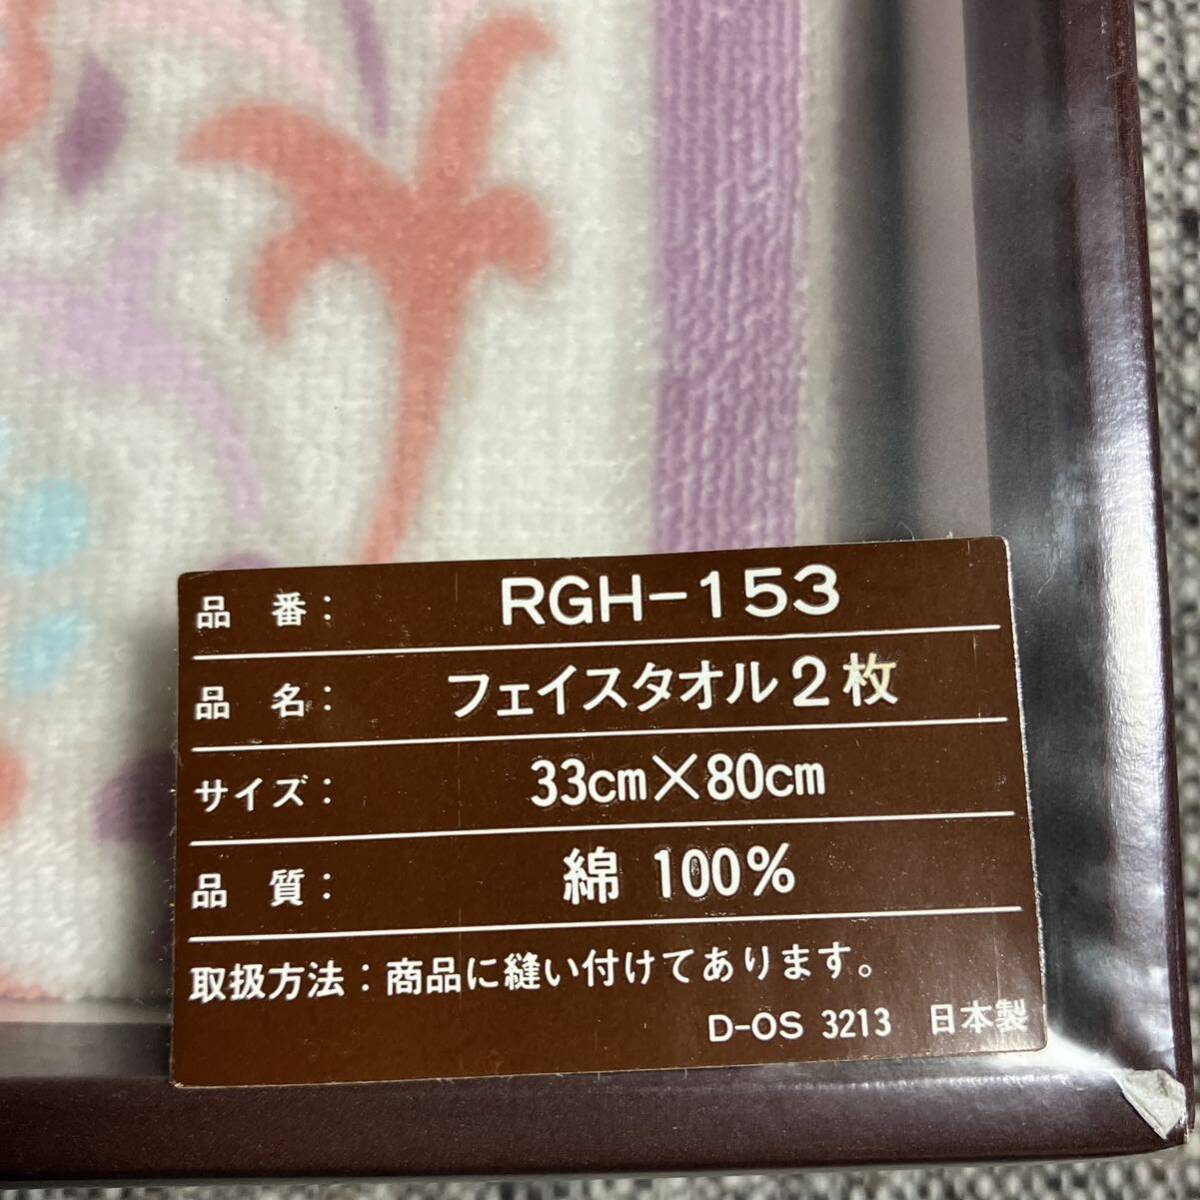 品　番： RGH-153
品　名： フェイスタオル2枚
サイズ： 33cm×80cm
品　質： 綿 100%
取扱方法：商品に縫い付けてあります。
D-OS 3213　日本製